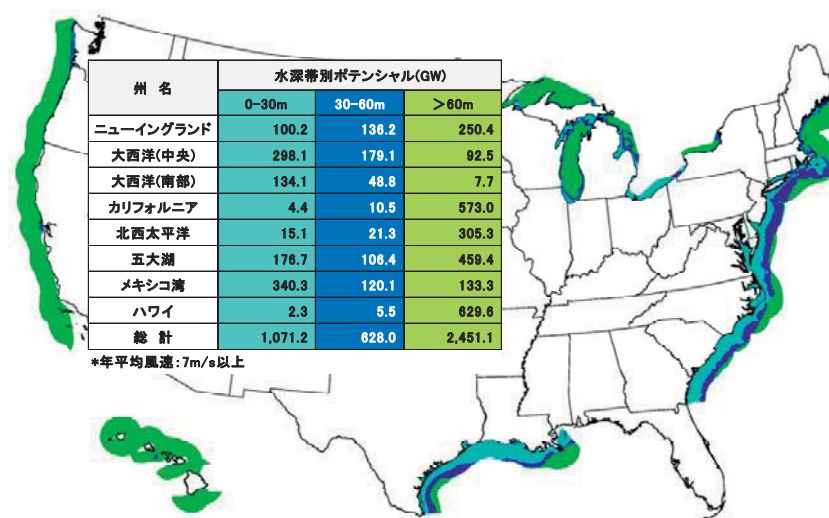 州 名 水深帯別ポテンシャル(GW)
0-30m 30-60m >60m
ニューイングランド 100.2 136.2 250.4
大西洋(中央) 298.1 179.1 92.5
大西洋(南部) 134.1 48.8 7.7
カリフォルニア 4.4 10.5 573.0
北西太平洋 15.1 21.3 305.3
五大湖 176.7 106.4 459.4
メキシコ湾 340.3 120.1 133.3
ハワイ 2.3 5.5 629.6
総 計 1,071.2 628.0 2,451.1
*年平均風速:7m/s以上